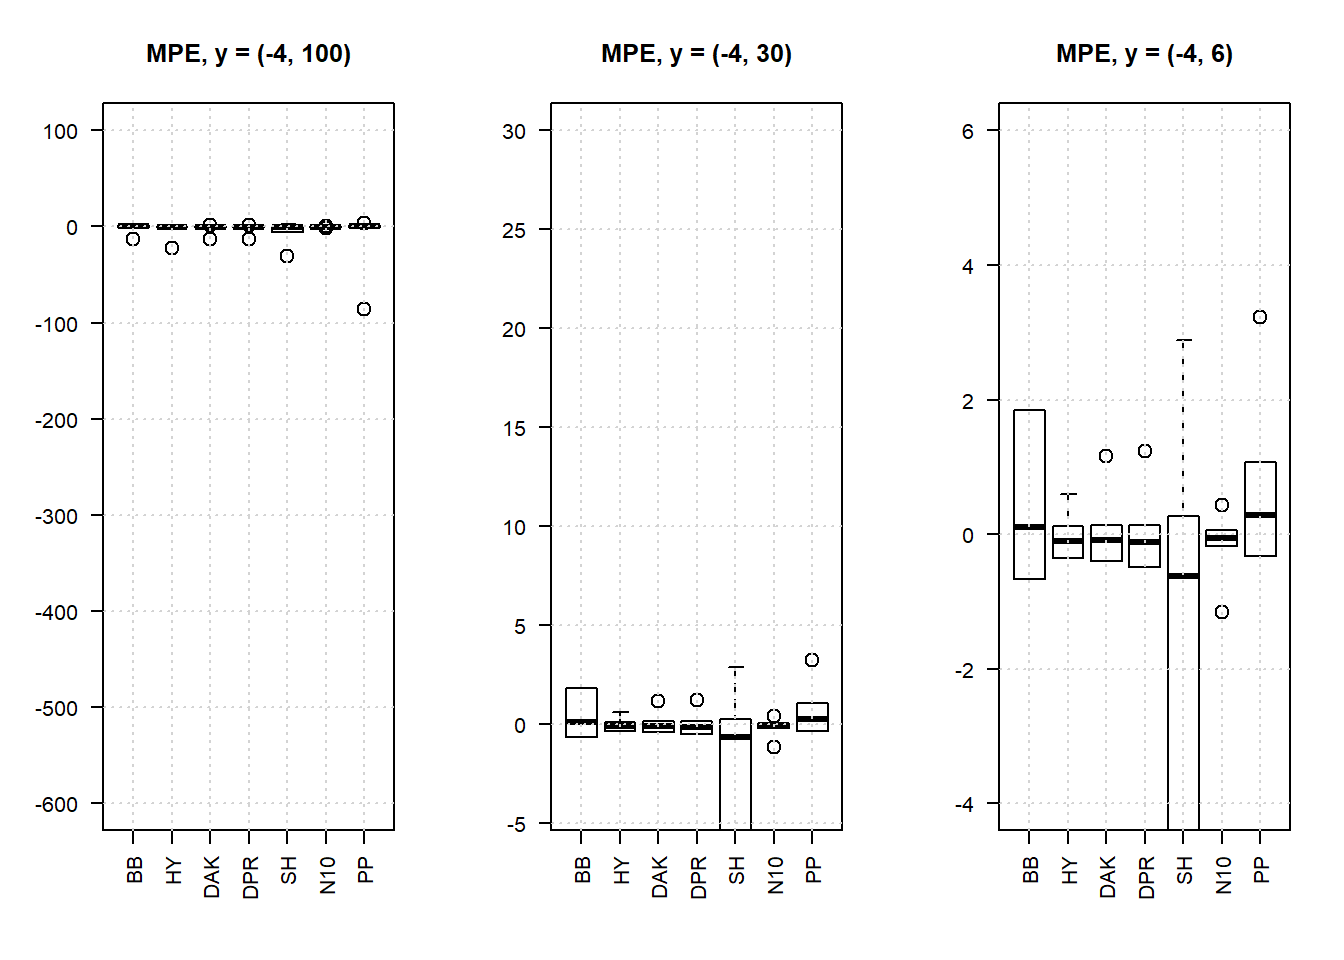 MPE, y = (-4, 100)
100
0
-100
-200
-300
-400
-500
-600
BB
HY
DAK
DPR
SH
N10
PP
MPE, y = (-4, 30)
30
25
20
15
10
5
0
-5
BB
HY
DAK
DPR
SH
N10
PP
MPE, y = (-4, 6)
6
4
2
0
-2
-4
BB
HY
DAK
DPR
SH
N10
PP